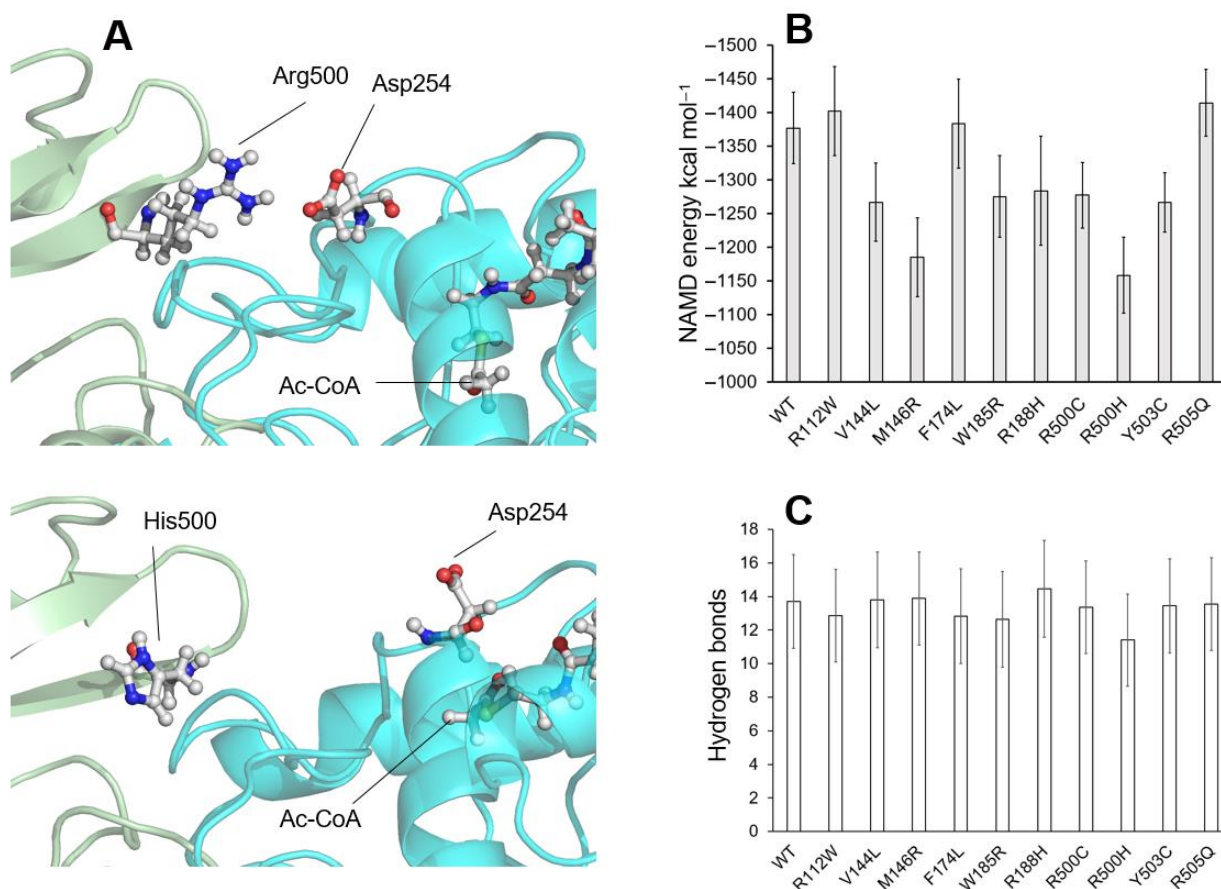 A
Arg500
Asp254
Ac-CoA
His500
Asp254
Ac-CoA
B
NAMD energy kcal mol⁻¹
−1500
−1450
−1400
−1350
−1300
−1250
−1200
−1150
−1100
−1050
−1000
WT
R112W
V144L
M146R
F174L
W185R
R188H
R500C
R500H
Y503C
R505Q
C
Hydrogen bonds
18
16
14
12
10
8
6
4
2
0
WT
R112W
V144L
M146R
F174L
W185R
R188H
R500C
R500H
Y503C
R505Q